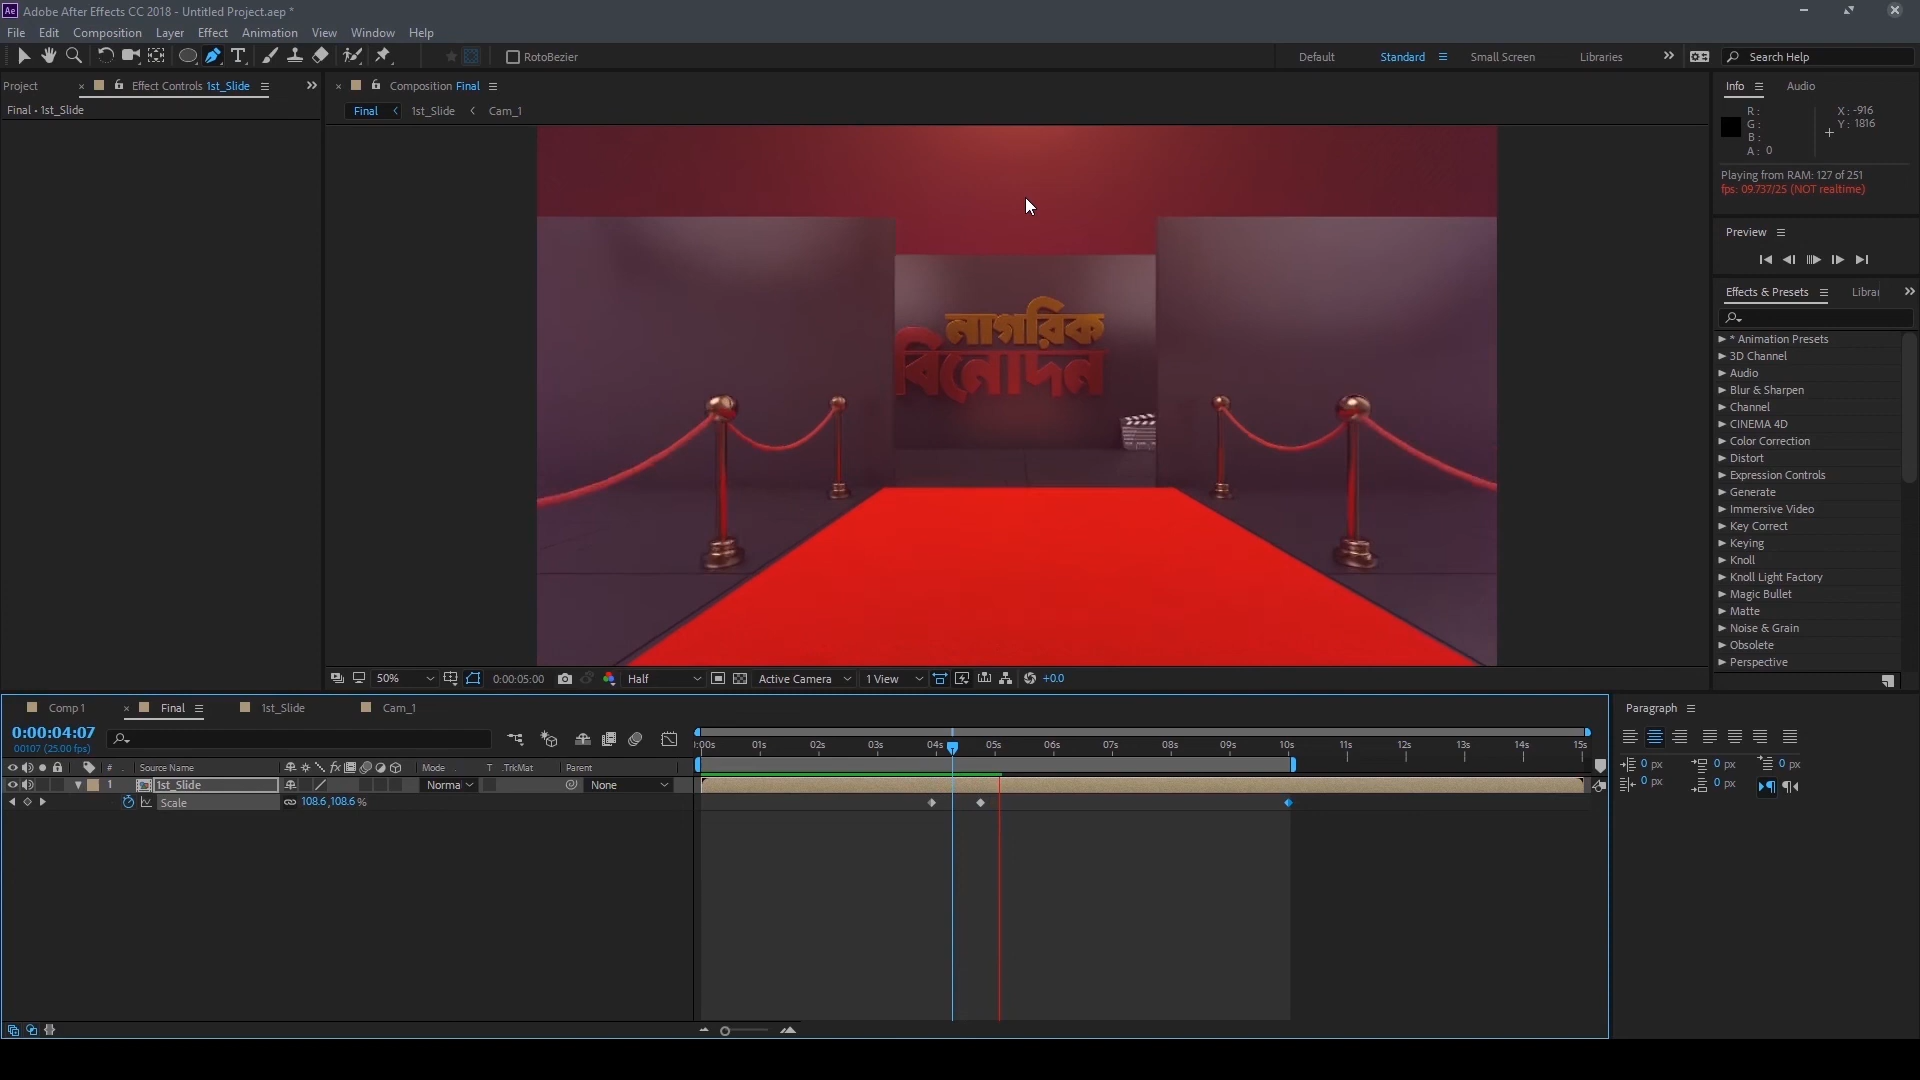 Ae Adobe After Effects CC 2018 - Untitled Project.aep *
File Edit Composition Layer Effect Animation View Window Help
RotoBezier Default Standard Small Screen Libraries Search Help
Project Effect Controls 1st_Slide
Final • 1st_Slide
Composition Final
Final 1st_Slide Cam_1
নাগরিক
বিনোদন
50% 0:00:05:00 Half Active Camera 1 View +0.0
Info Audio
R :
G :
B :
A : 0
X : -916
Y : 1816
Playing from RAM: 127 of 251
fps: 09.737/25 (NOT realtime)
Preview
Effects & Presets Librar
* Animation Presets
3D Channel
Audio
Blur & Sharpen
Channel
CINEMA 4D
Color Correction
Distort
Expression Controls
Generate
Immersive Video
Key Correct
Keying
Knoll
Knoll Light Factory
Magic Bullet
Matte
Noise & Grain
Obsolete
Perspective
Comp 1 Final 1st_Slide Cam_1
0:00:04:07
00107 (25.00 fps)
# Source Name fx Mode T .TrkMat Parent
1 1st_Slide Norma None
Scale 108.6,108.6 %
:00s 01s 02s 03s 04s 05s 06s 07s 08s 09s 10s 11s 12s 13s 14s 15s
Paragraph
0 px 0 px 0 px
0 px 0 px